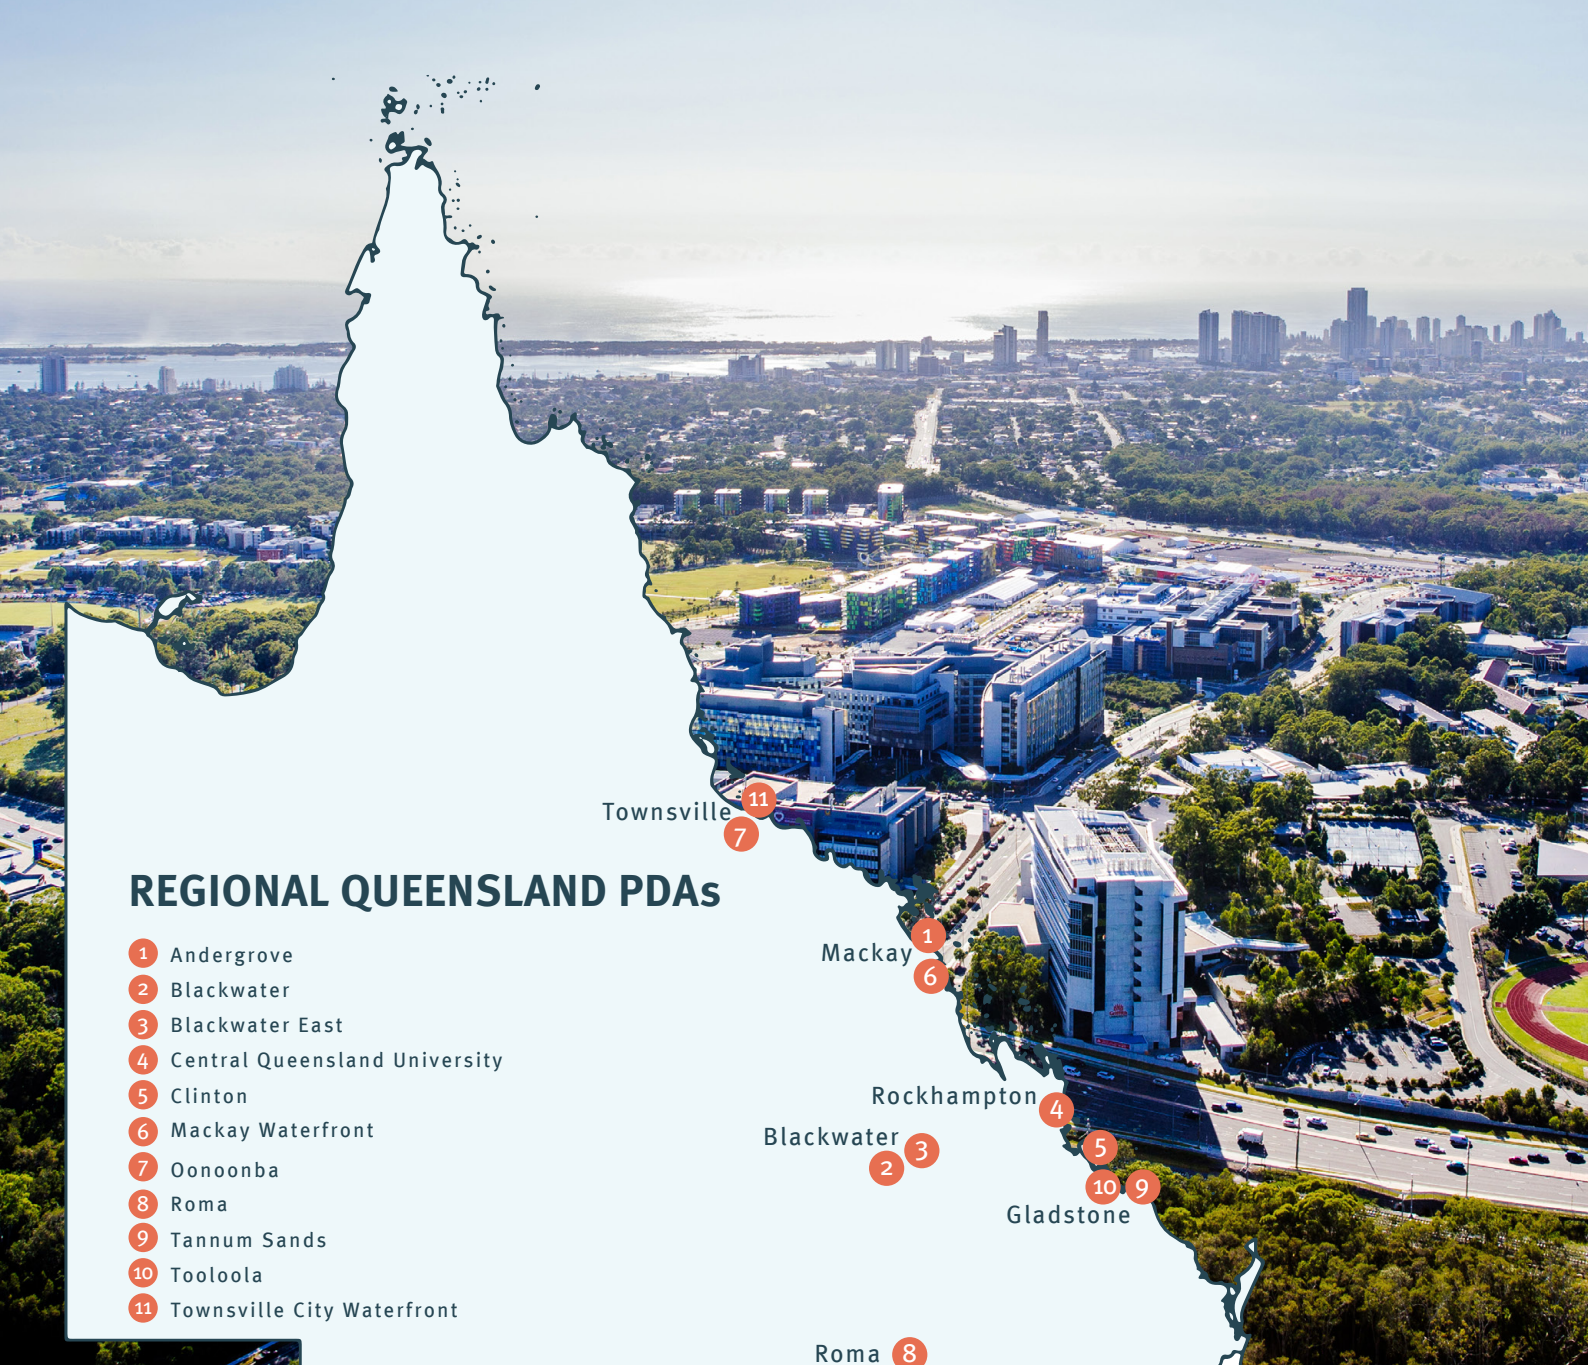 Townsville
11
7
REGIONAL QUEENSLAND PDAs
1 Andergrove
2 Blackwater
3 Blackwater East
4 Central Queensland University
5 Clinton
6 Mackay Waterfront
7 Oonoonba
8 Roma
9 Tannum Sands
10 Tooloola
11 Townsville City Waterfront
1
Mackay
6
Rockhampton
4
Blackwater
3
2
5
10
9
Gladstone
Roma 8